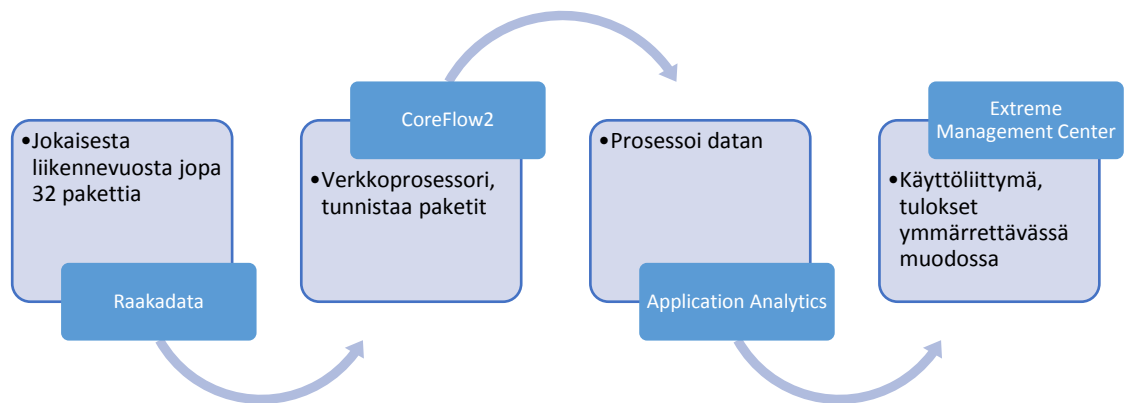 •Jokaisesta
liikennevuosta jopa
32 pakettia
Raakadata
CoreFlow2
•Verkkoprosessori,
tunnistaa paketit
•Prosessoi datan
Application Analytics
Extreme
Management Center
•Käyttöliittymä,
tulokset
ymmärrettävässä
muodossa